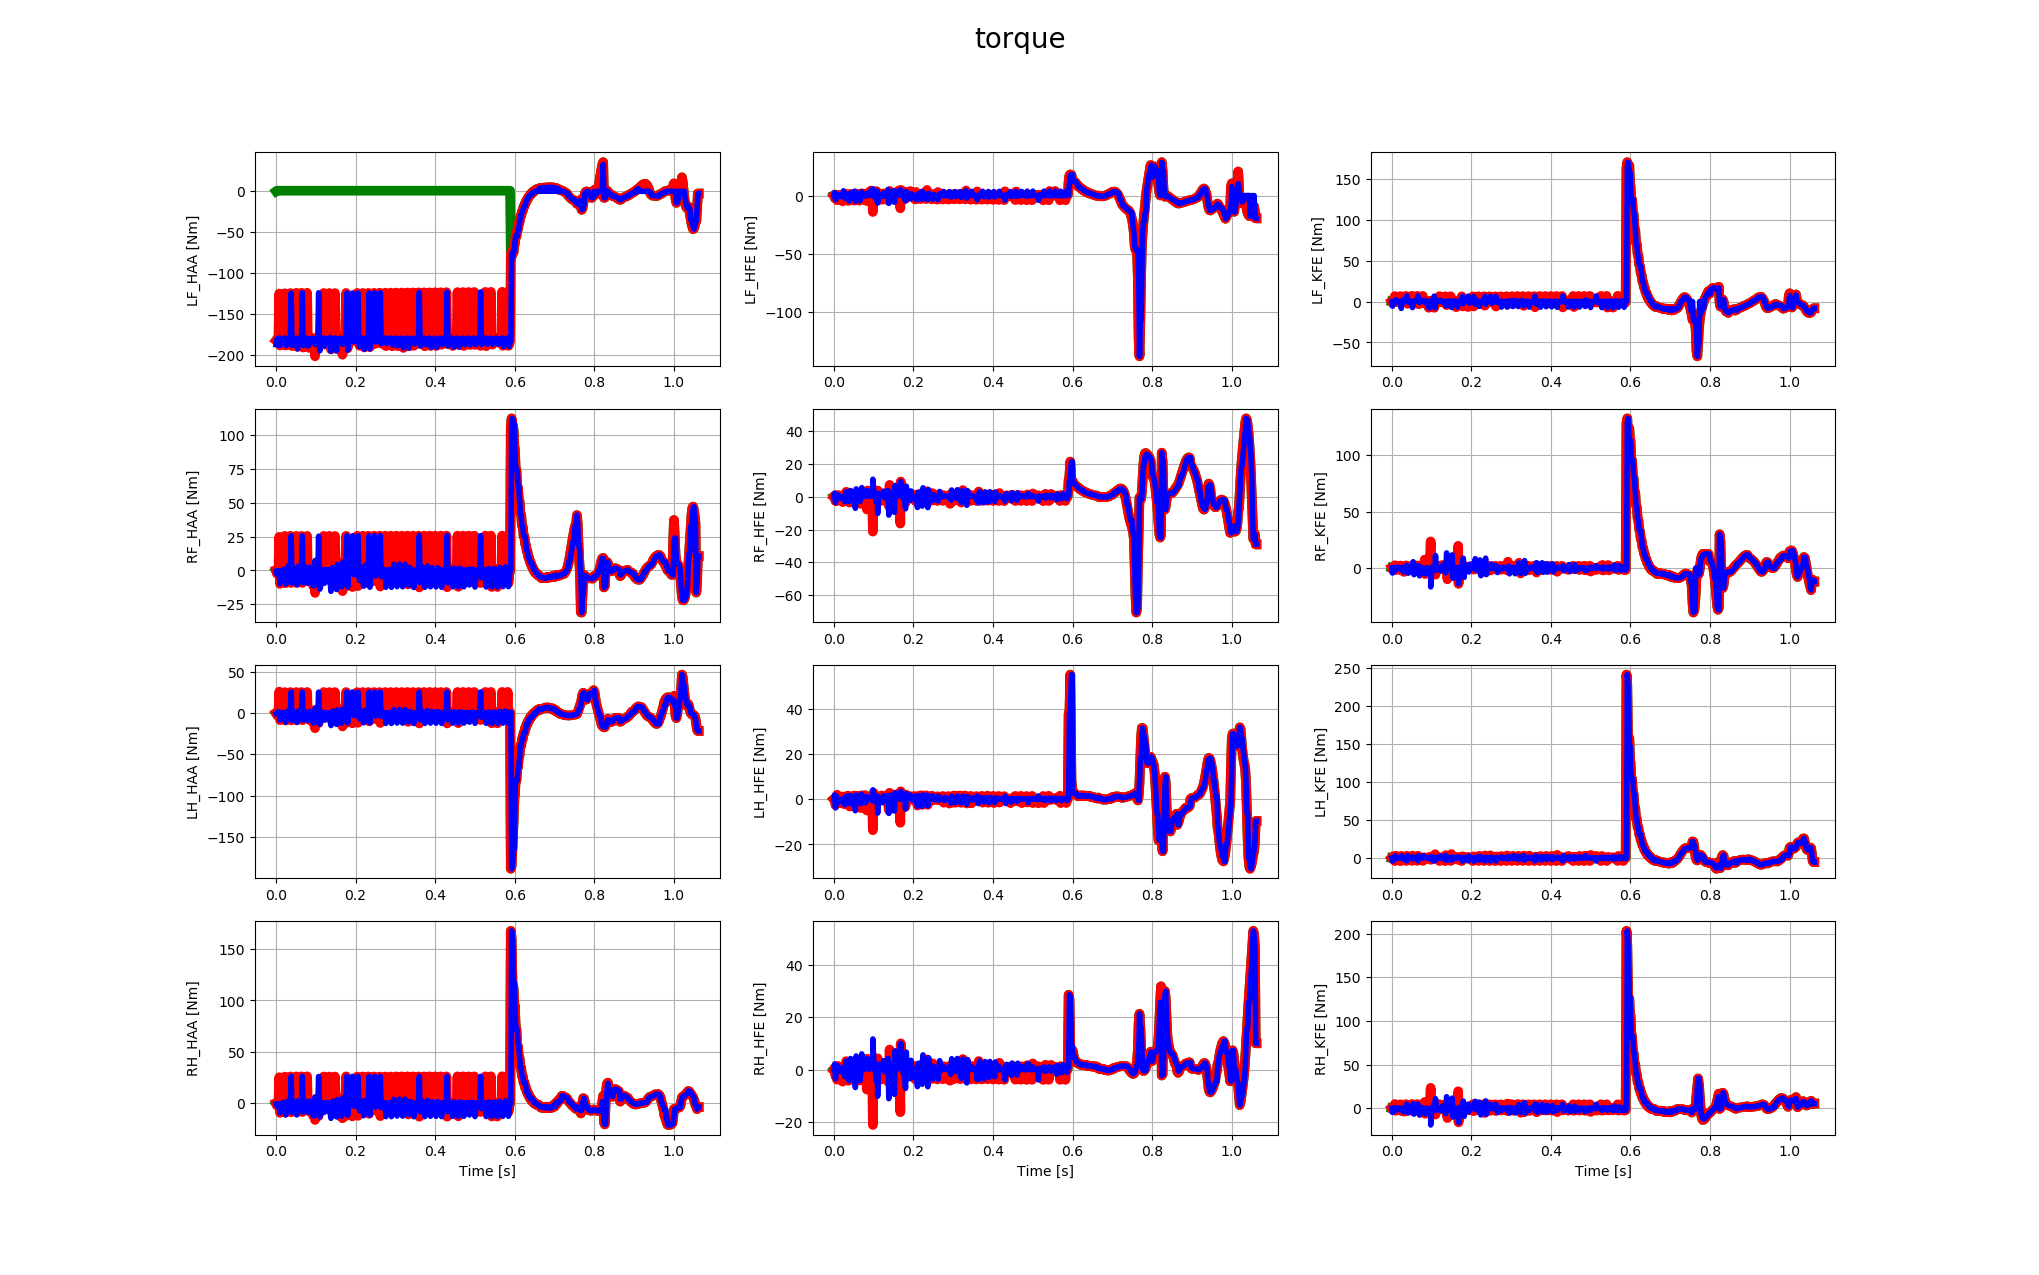 torque
LF_HAA [Nm]
0
−50
−100
−150
−200
0.0 0.2 0.4 0.6 0.8 1.0
LF_HFE [Nm]
0
−50
−100
0.0 0.2 0.4 0.6 0.8 1.0
LF_KFE [Nm]
150
100
50
0
−50
0.0 0.2 0.4 0.6 0.8 1.0
RF_HAA [Nm]
100
75
50
25
0
−25
0.0 0.2 0.4 0.6 0.8 1.0
RF_HFE [Nm]
40
20
0
−20
−40
−60
0.0 0.2 0.4 0.6 0.8 1.0
RF_KFE [Nm]
100
50
0
0.0 0.2 0.4 0.6 0.8 1.0
LH_HAA [Nm]
50
0
−50
−100
−150
0.0 0.2 0.4 0.6 0.8 1.0
LH_HFE [Nm]
40
20
0
−20
0.0 0.2 0.4 0.6 0.8 1.0
LH_KFE [Nm]
250
200
150
100
50
0
0.0 0.2 0.4 0.6 0.8 1.0
RH_HAA [Nm]
150
100
50
0
0.0 0.2 0.4 0.6 0.8 1.0
Time [s]
RH_HFE [Nm]
40
20
0
−20
0.0 0.2 0.4 0.6 0.8 1.0
Time [s]
RH_KFE [Nm]
200
150
100
50
0
0.0 0.2 0.4 0.6 0.8 1.0
Time [s]